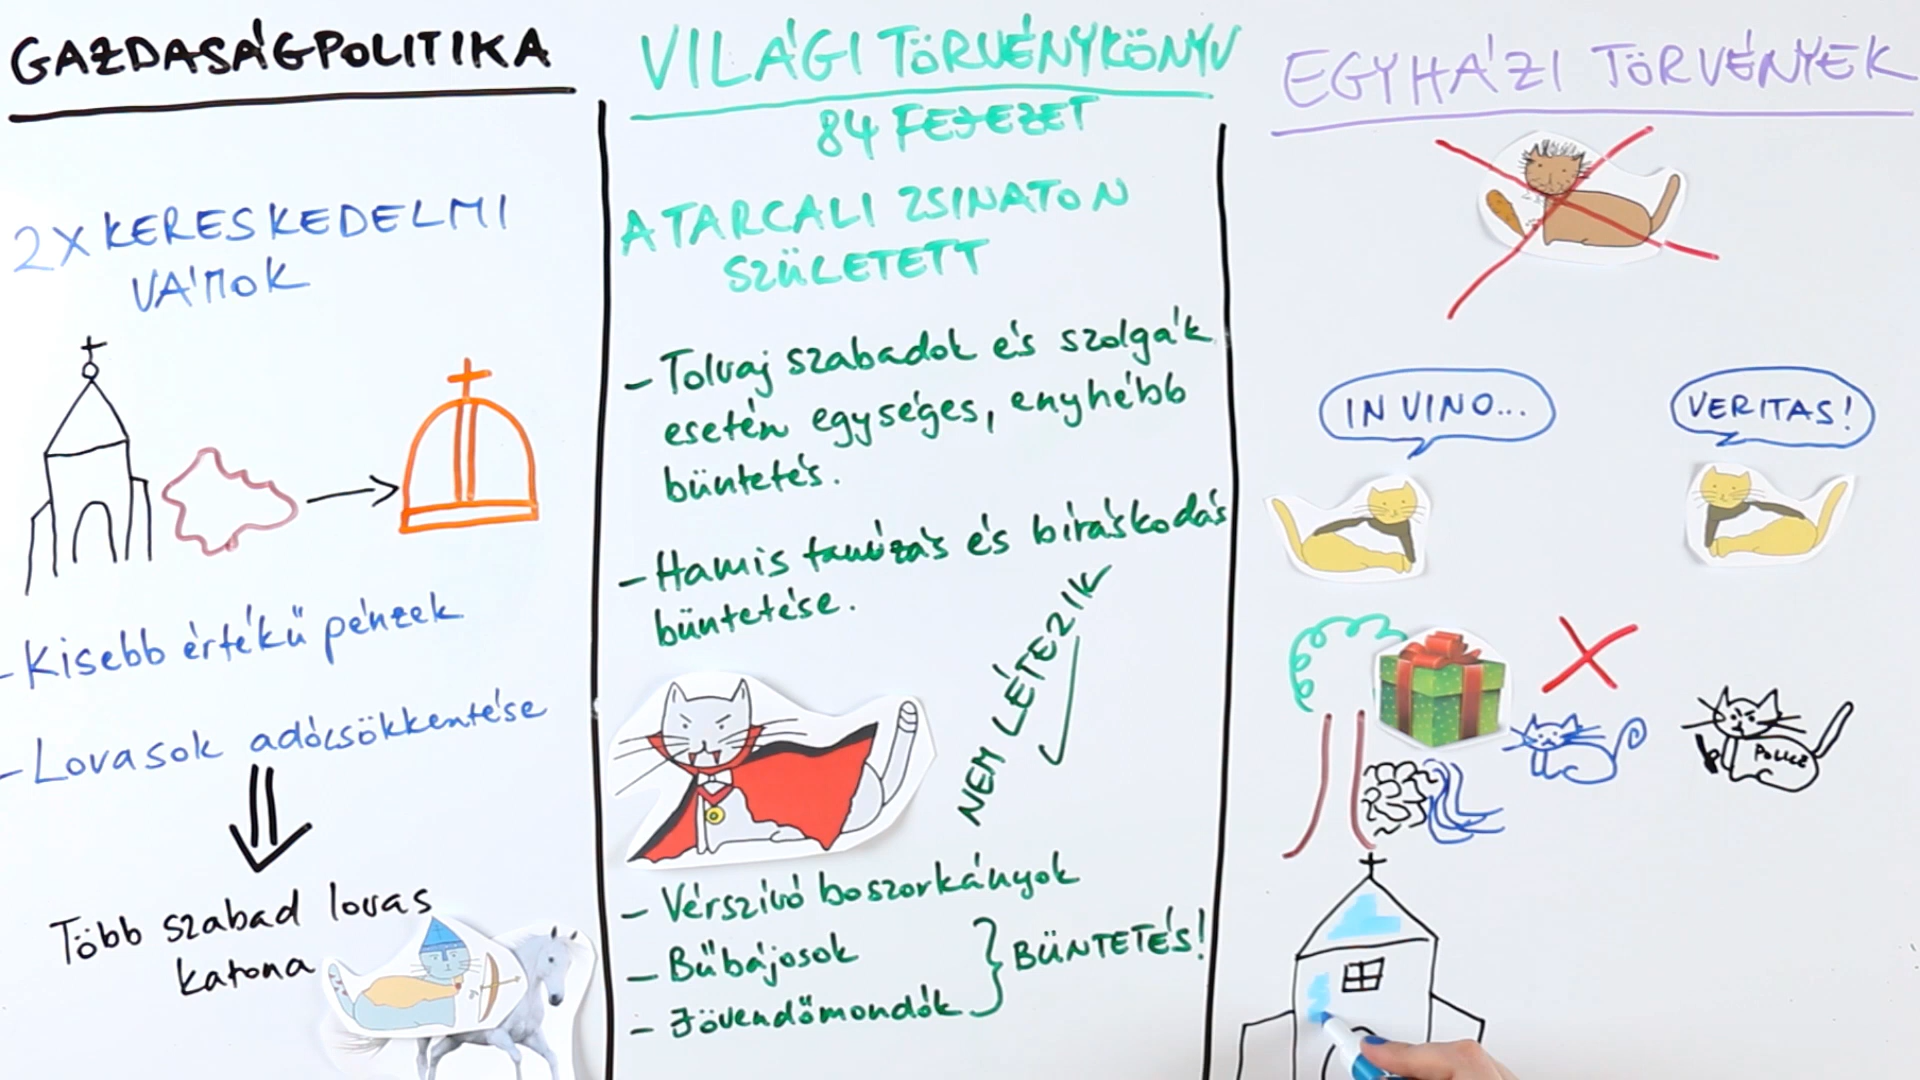 GAZDASÁGPOLITIKA
2X KERESKEDELMI
VÁMOK
- Kisebb értékű pénzek
- Lovasok adócsökkentése
Több szabad lovas
katona
VILÁGI TÖRVÉNYKÖNYV
84 FEJEZET
A TARCALI ZSINATON
SZÜLETETT
- Tolvaj szabadok és szolgák
esetén egységes, enyhébb
büntetés.
- Hamis tanúzás és bíráskodás
büntetése.
NEM LÉTEZIK
- Vérszívó boszorkányok
- Bűbájosok
- Jövendőmondók
BÜNTETÉS!
EGYHÁZI TÖRVÉNYEK
IN VINO...
VERITAS!
POLICE